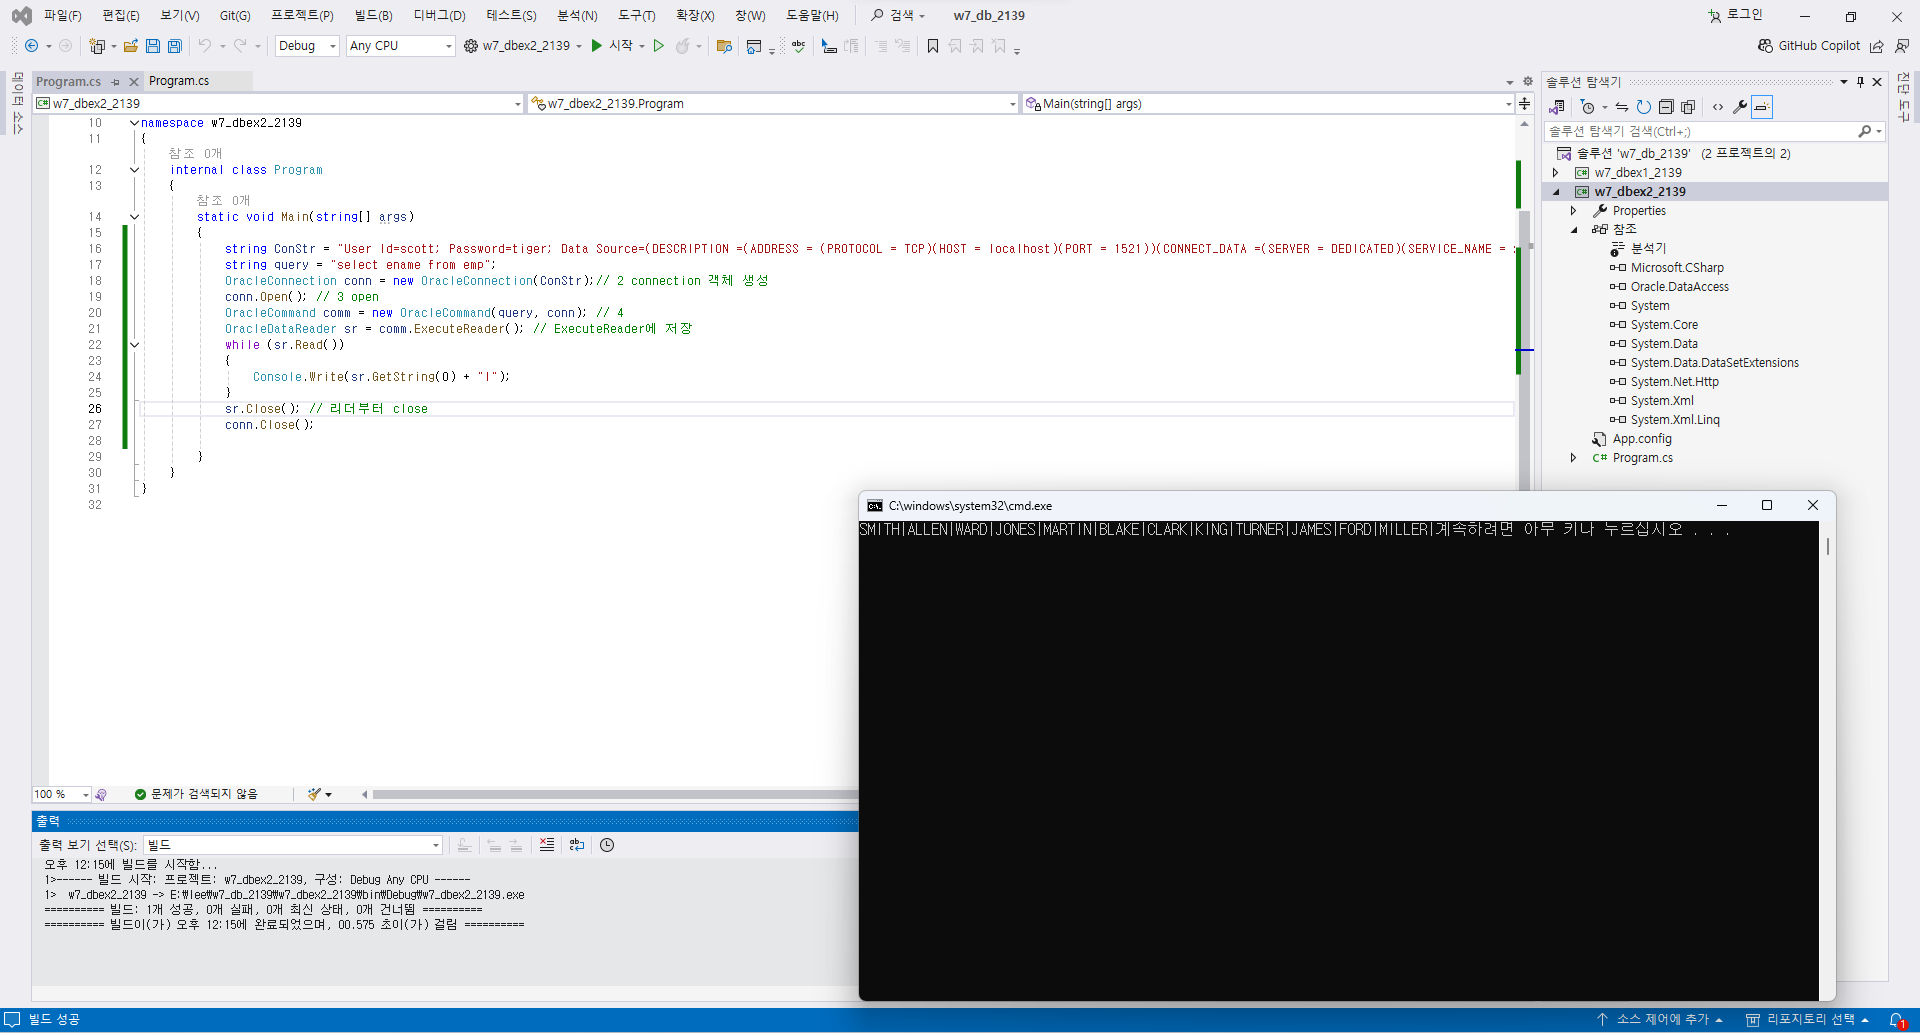 파일(F) 편집(E) 보기(V) Git(G) 프로젝트(P) 빌드(B) 디버그(D) 테스트(S) 분석(N) 도구(T) 확장(X) 창(W) 도움말(H) 검색 w7_db_2139 로그인
Debug Any CPU w7_dbex2_2139 시작 GitHub Copilot
데이터 소스
Program.cs Program.cs
w7_dbex2_2139 w7_dbex2_2139.Program Main(string[] args)
10 namespace w7_dbex2_2139
11 {
참조 0개
12 internal class Program
13 {
참조 0개
14 static void Main(string[] args)
15 {
16 string ConStr = "User Id=scott; Password=tiger; Data Source=(DESCRIPTION =(ADDRESS = (PROTOCOL = TCP)(HOST = localhost)(PORT = 1521))(CONNECT_DATA =(SERVER = DEDICATED)(SERVICE_NAME =
17 string query = "select ename from emp";
18 OracleConnection conn = new OracleConnection(ConStr);// 2 connection 객체 생성
19 conn.Open(); // 3 open
20 OracleCommand comm = new OracleCommand(query, conn); // 4
21 OracleDataReader sr = comm.ExecuteReader(); // ExecuteReader에 저장
22 while (sr.Read())
23 {
24 Console.Write(sr.GetString(0) + "|");
25 }
26 sr.Close(); // 리더부터 close
27 conn.Close();
28
29 }
30 }
31 }
32
100 % 문제가 검색되지 않음
출력
출력 보기 선택(S): 빌드
오후 12:15에 빌드를 시작함...
1>------ 빌드 시작: 프로젝트: w7_dbex2_2139, 구성: Debug Any CPU ------
1> w7_dbex2_2139 -> E:\lee\w7_db_2139\w7_dbex2_2139\bin\Debug\w7_dbex2_2139.exe
========== 빌드: 1개 성공, 0개 실패, 0개 최신 상태, 0개 건너뜀 ==========
========== 빌드이(가) 오후 12:15에 완료되었으며, 00.575 초이(가) 걸림 ==========
솔루션 탐색기
솔루션 탐색기 검색(Ctrl+;)
솔루션 'w7_db_2139' (2 프로젝트의 2)
w7_dbex1_2139
w7_dbex2_2139
Properties
참조
분석기
Microsoft.CSharp
Oracle.DataAccess
System
System.Core
System.Data
System.Data.DataSetExtensions
System.Net.Http
System.Xml
System.Xml.Linq
App.config
C# Program.cs
진단 도구
C:\windows\system32\cmd.exe
SMITH|ALLEN|WARD|JONES|MARTIN|BLAKE|CLARK|KING|TURNER|JAMES|FORD|MILLER|계속하려면 아무 키나 누르십시오 . . .
빌드 성공 소스 제어에 추가 리포지토리 선택 1